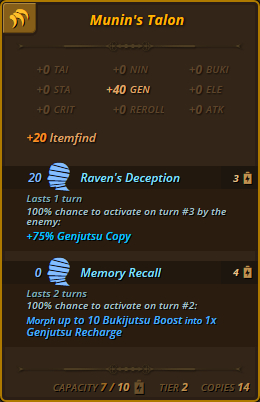 Munin's Talon
+0 TAI +0 NIN +0 BUKI
+0 STA +40 GEN +0 ELE
+0 CRIT +0 REROLL +0 ATK
+20 Itemfind
20 Raven's Deception 3
Lasts 1 turn
100% chance to activate on turn #3 by the
enemy:
+75% Genjutsu Copy
0 Memory Recall 4
Lasts 2 turns
100% chance to activate on turn #2:
Morph up to 10 Bukijutsu Boost into 1x
Genjutsu Recharge
CAPACITY 7 / 10 TIER 2 COPIES 14